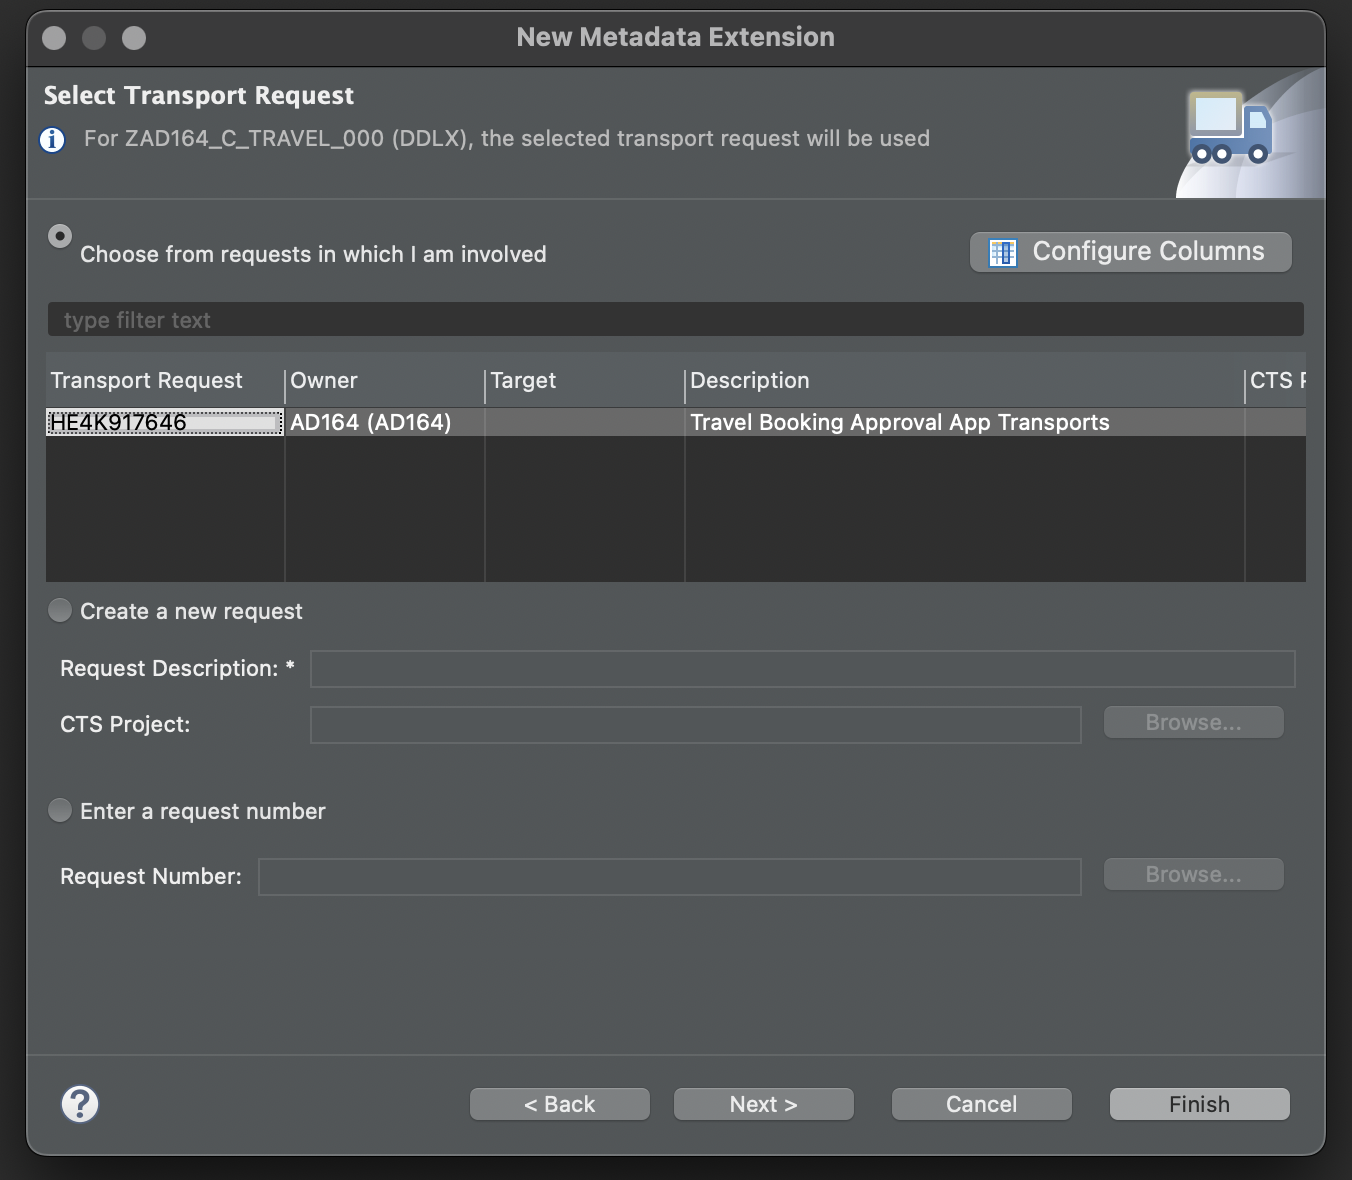 New Metadata Extension
Select Transport Request
For ZAD164_C_TRAVEL_000 (DDLX), the selected transport request will be used
Choose from requests in which I am involved
Configure Columns
type filter text
Transport Request Owner Target Description CTS P
HE4K917646 AD164 (AD164) Travel Booking Approval App Transports
Create a new request
Request Description: *
CTS Project:
Browse...
Enter a request number
Request Number:
Browse...
?
< Back
Next >
Cancel
Finish